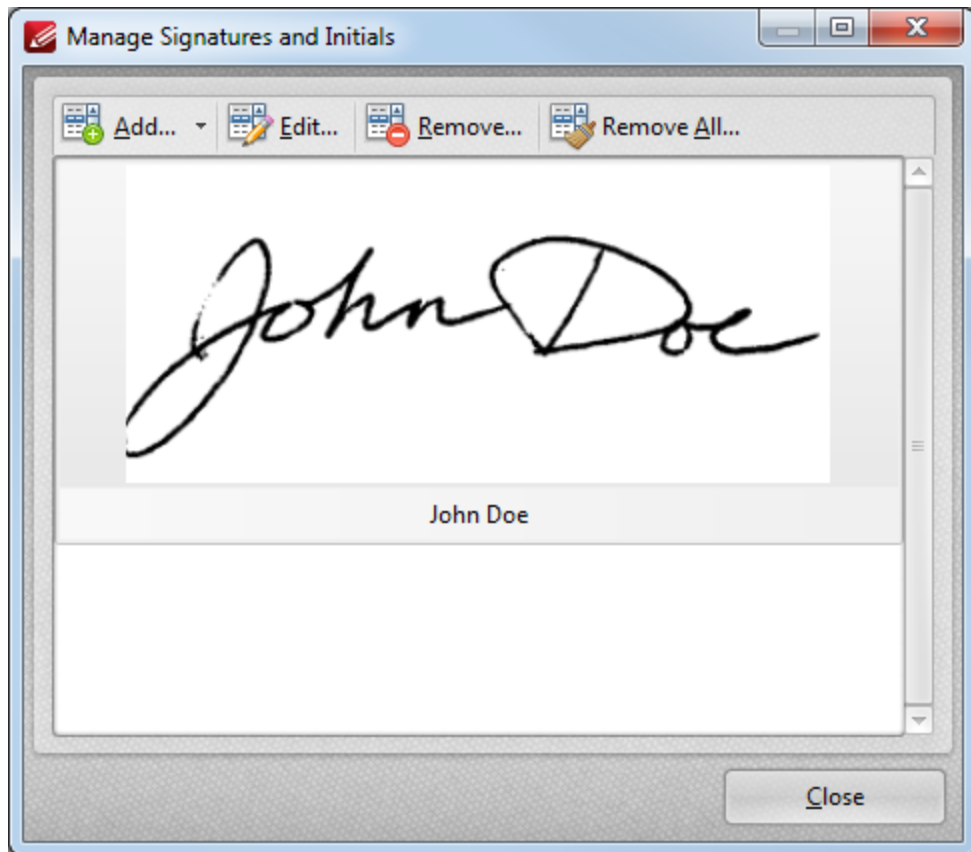 Manage Signatures and Initials
Add... Edit... Remove... Remove All...
John Doe
John Doe
Close